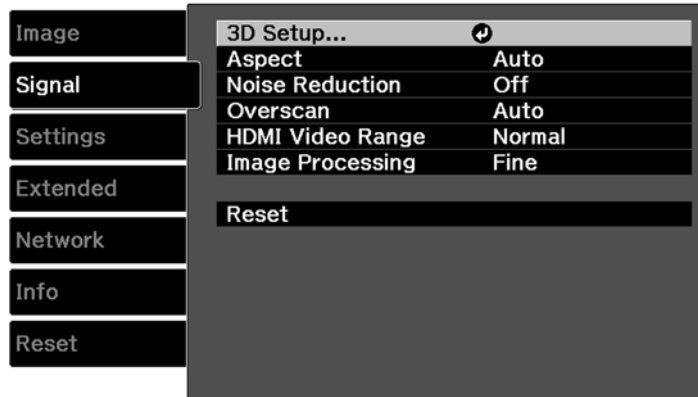 Image
Signal
Settings
Extended
Network
Info
Reset
3D Setup...
Aspect Auto
Noise Reduction Off
Overscan Auto
HDMI Video Range Normal
Image Processing Fine
Reset